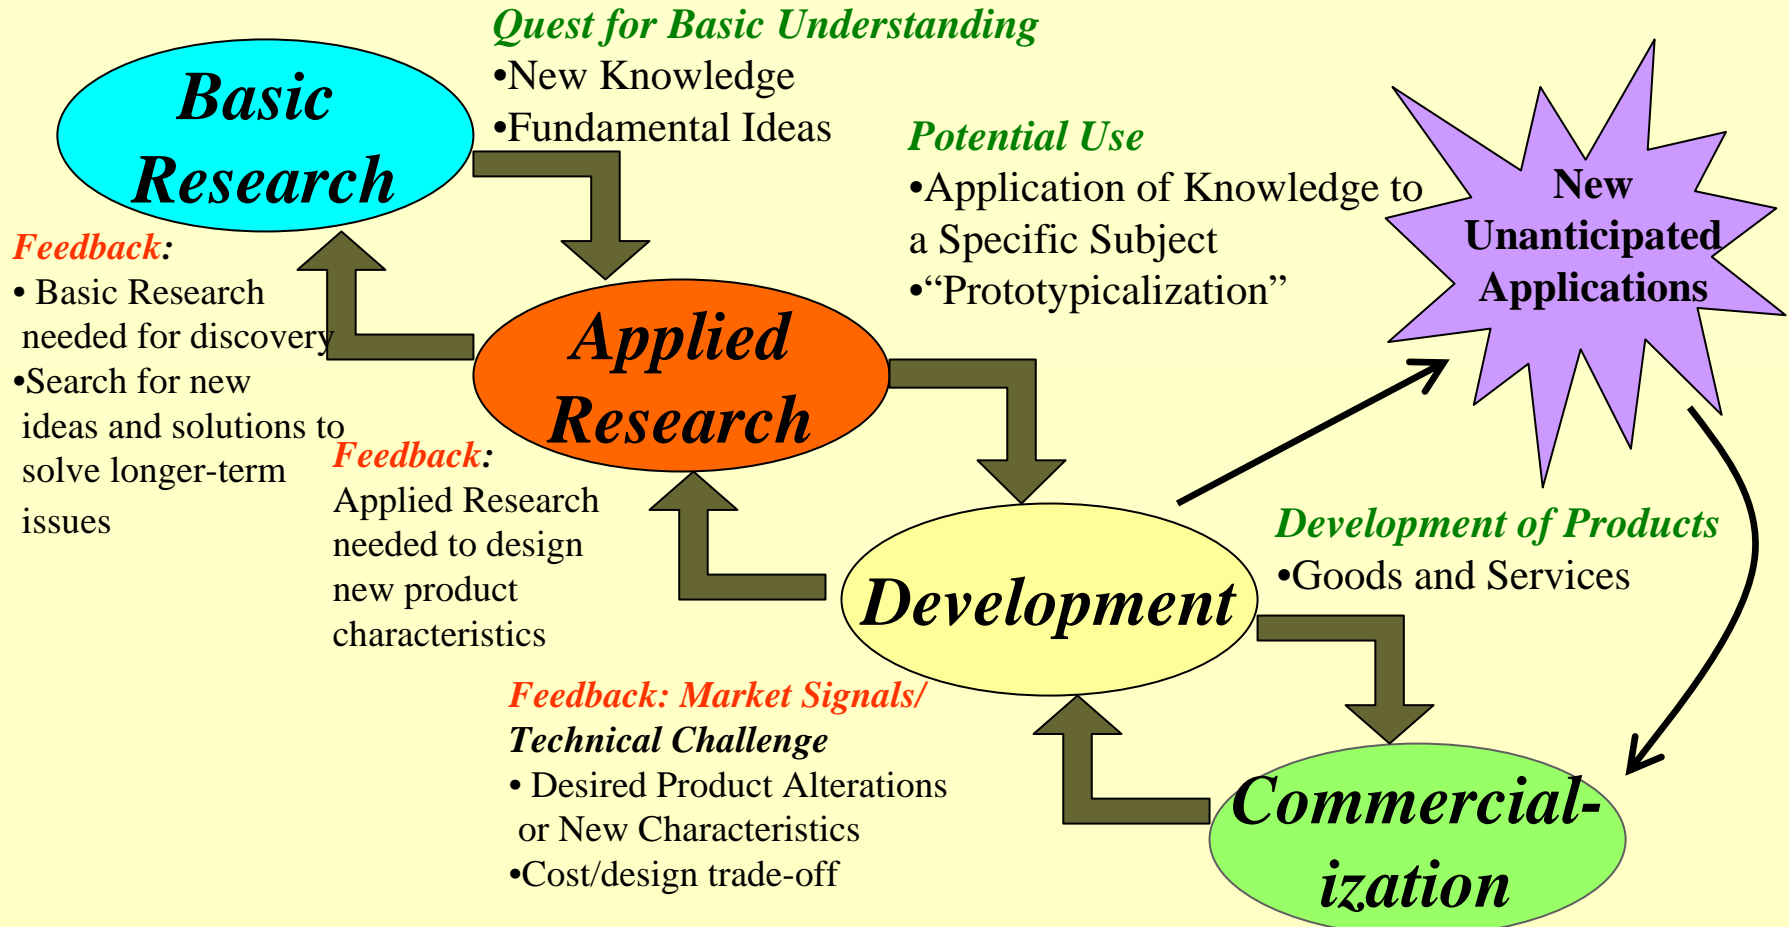 Quest for Basic Understanding
•New Knowledge
•Fundamental Ideas
Basic
Research
Potential Use
•Application of Knowledge to
a Specific Subject
•“Prototypicalization”
New
Unanticipated
Applications
Feedback:
• Basic Research
needed for discovery
•Search for new
ideas and solutions to
solve longer-term
issues
Applied
Research
Feedback:
Applied Research
needed to design
new product
characteristics
Development of Products
•Goods and Services
Development
Feedback: Market Signals/
Technical Challenge
• Desired Product Alterations
or New Characteristics
•Cost/design trade-off
Commercial-
ization